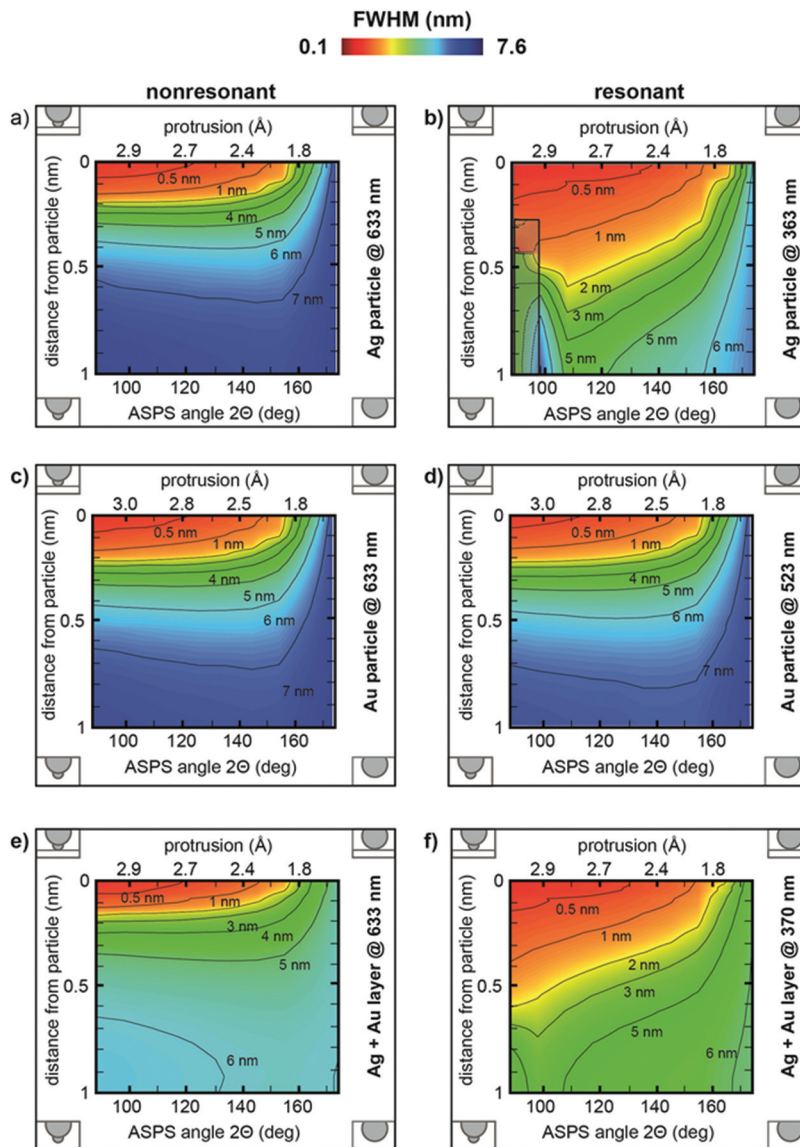 FWHM (nm)
0.1 7.6
nonresonant resonant
a)
protrusion (Å)
2.9 2.7 2.4 1.8
0
0.5
1
distance from particle (nm)
0.5 nm
1 nm
4 nm
5 nm
6 nm
7 nm
100 120 140 160
ASPS angle 2Θ (deg)
Ag particle @ 633 nm
b)
protrusion (Å)
2.9 2.7 2.4 1.8
0
0.5
1
distance from particle (nm)
0.5 nm
1 nm
2 nm
3 nm
5 nm
5 nm
6 nm
100 120 140 160
ASPS angle 2Θ (deg)
Ag particle @ 363 nm
c)
protrusion (Å)
3.0 2.8 2.5 1.8
0
0.5
1
distance from particle (nm)
0.5 nm
1 nm
4 nm
5 nm
6 nm
7 nm
100 120 140 160
ASPS angle 2Θ (deg)
Au particle @ 633 nm
d)
protrusion (Å)
3.0 2.8 2.5 1.8
0
0.5
1
distance from particle (nm)
0.5 nm
1 nm
4 nm
5 nm
6 nm
7 nm
100 120 140 160
ASPS angle 2Θ (deg)
Au particle @ 523 nm
e)
protrusion (Å)
2.9 2.7 2.4 1.8
0
0.5
1
distance from particle (nm)
0.5 nm
1 nm
3 nm
4 nm
5 nm
6 nm
100 120 140 160
ASPS angle 2Θ (deg)
Ag + Au layer @ 633 nm
f)
protrusion (Å)
2.9 2.7 2.4 1.8
0
0.5
1
distance from particle (nm)
0.5 nm
1 nm
2 nm
3 nm
5 nm
6 nm
100 120 140 160
ASPS angle 2Θ (deg)
Ag + Au layer @ 370 nm